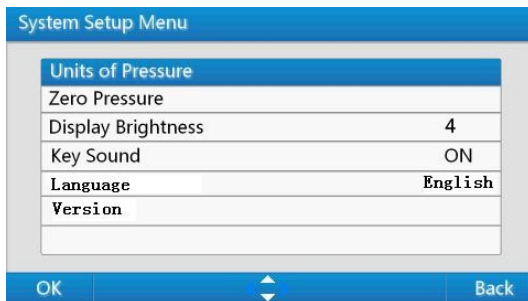 System Setup Menu
Units of Pressure
Zero Pressure
Display Brightness 4
Key Sound ON
Language English
Version
OK Back